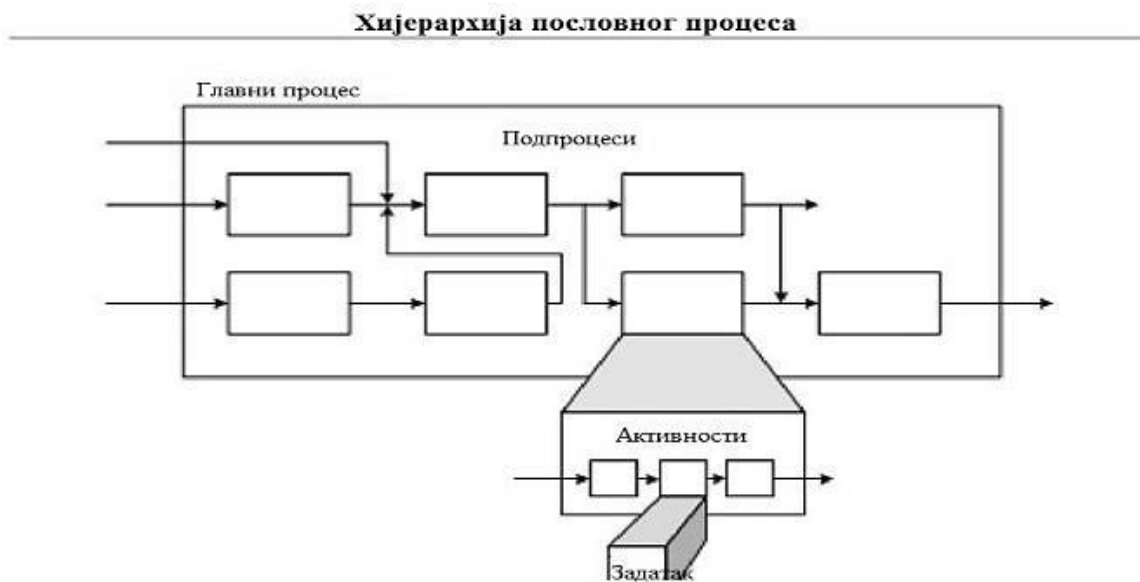 Хијерархија пословног процеса
Главни процес
Подпроцеси
Активности
Задатак